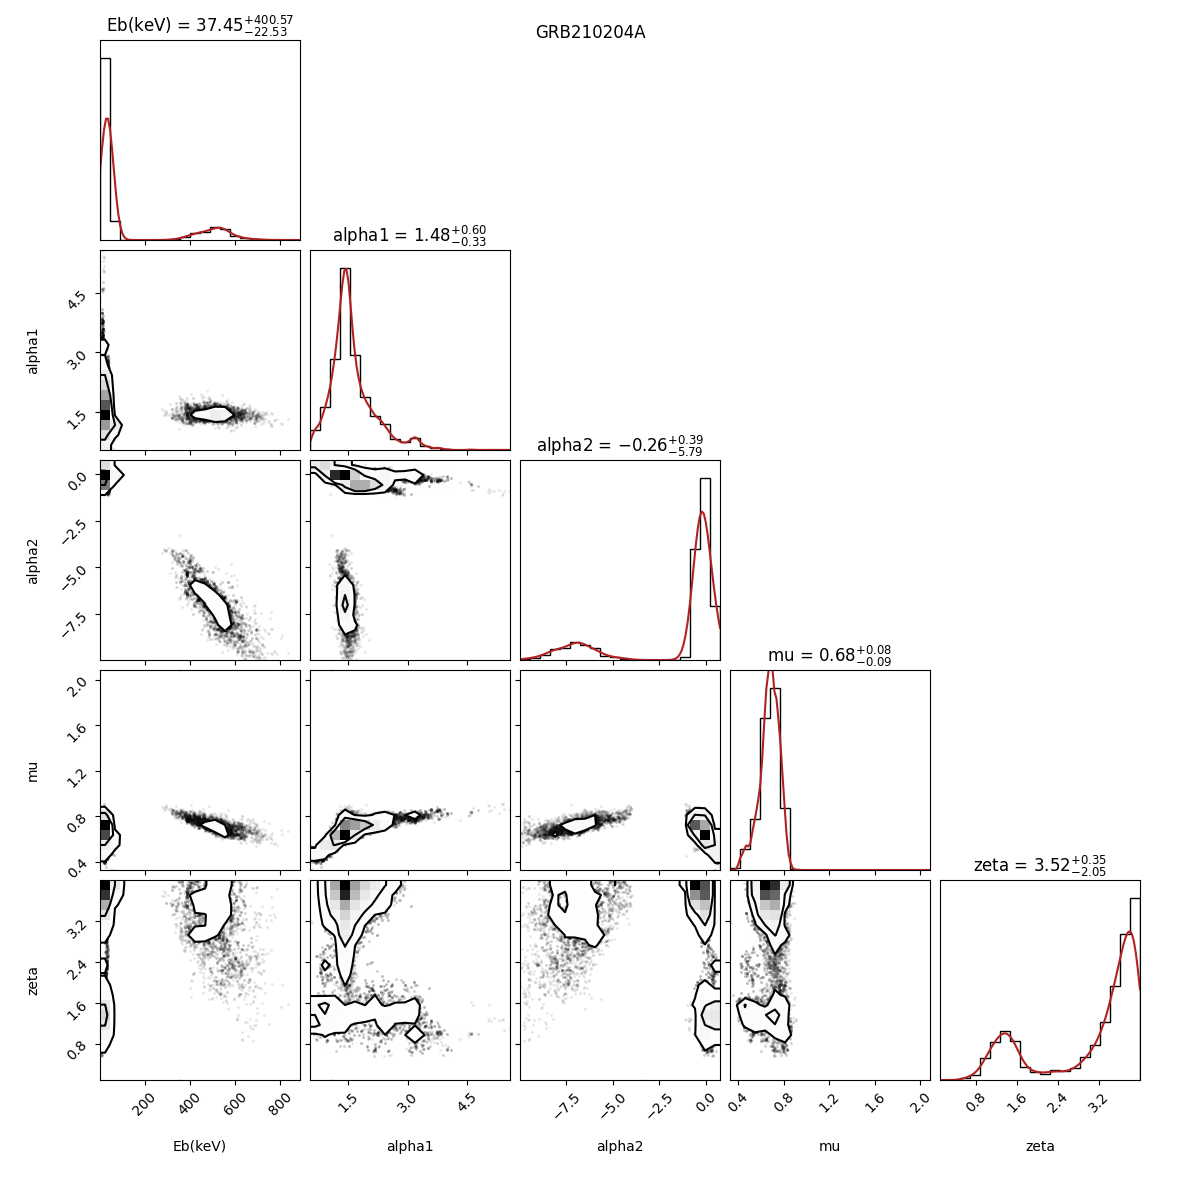 Eb(keV) = 37.45^{+400.57}_{-22.53}
GRB210204A
alpha1 = 1.48^{+0.60}_{-0.33}
4.5
3.0
1.5
alpha1
alpha2 = −0.26^{+0.39}_{-5.79}
0.0
−2.5
−5.0
−7.5
alpha2
mu = 0.68^{+0.08}_{-0.09}
2.0
1.6
1.2
0.8
0.4
mu
zeta = 3.52^{+0.35}_{-2.05}
3.2
2.4
1.6
0.8
zeta
200 400 600 800
1.5 3.0 4.5
−7.5 −5.0 −2.5 0.0
0.4 0.8 1.2 1.6 2.0
0.8 1.6 2.4 3.2
Eb(keV) alpha1 alpha2 mu zeta